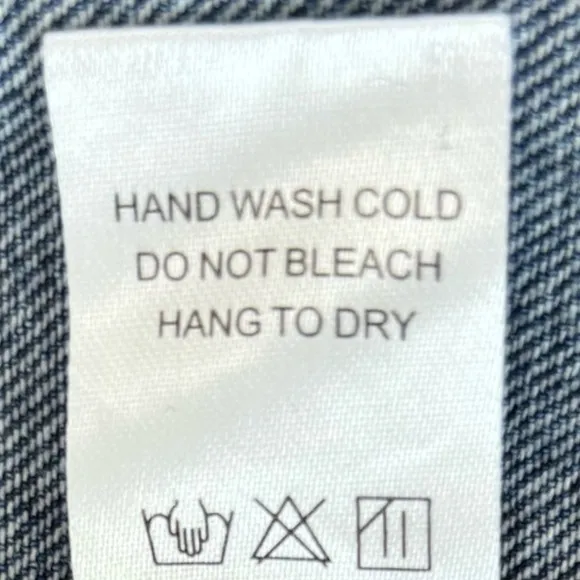 HAND WASH COLD
DO NOT BLEACH
HANG TO DRY